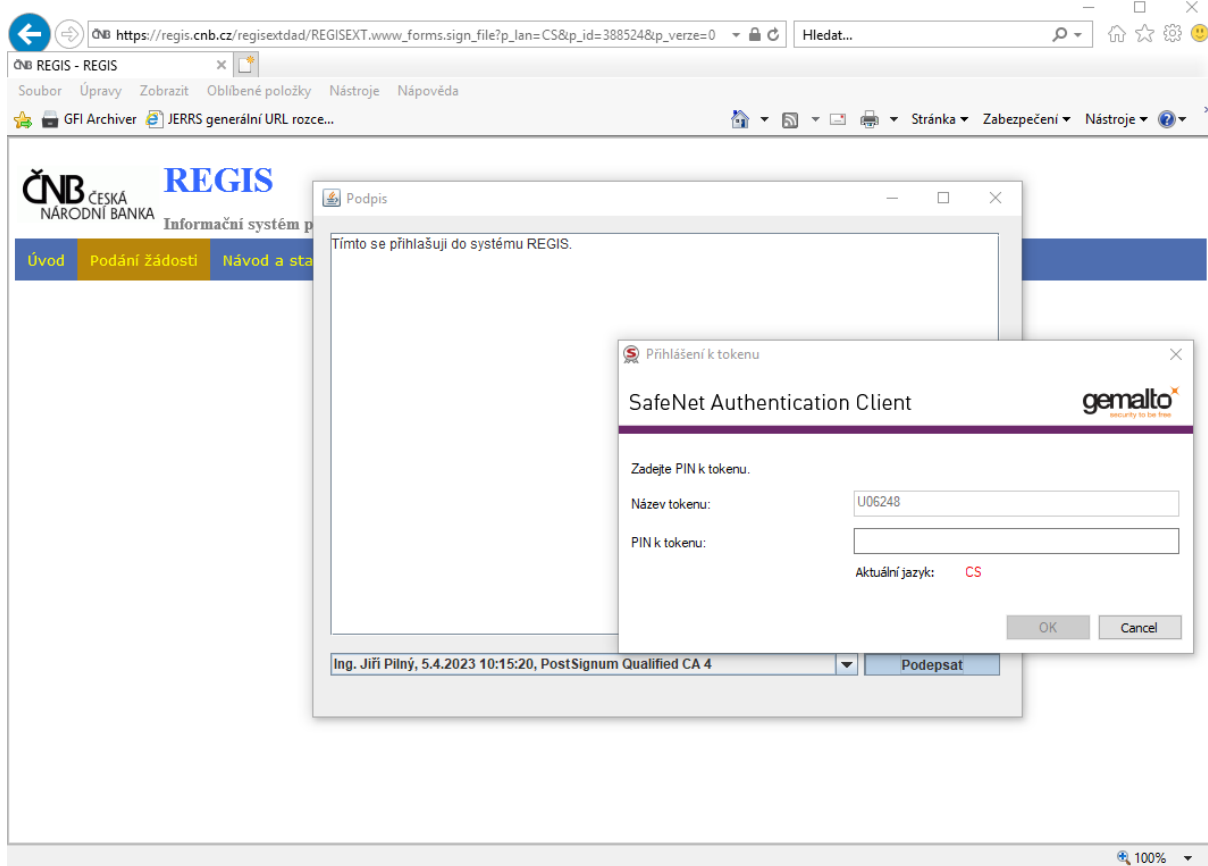 ČNB https://regis.cnb.cz/regisextdad/REGISEXT.www_forms.sign_file?p_lan=CS&p_id=388524&p_verze=0
Hledat...
ČNB REGIS - REGIS
Soubor Úpravy Zobrazit Oblíbené položky Nástroje Nápověda
GFI Archiver JERRS generální URL rozce... Stránka Zabezpečení Nástroje
ČNB ČESKÁ
NÁRODNÍ BANKA
REGIS
Informační systém p
Úvod Podání žádosti Návod a sta
Podpis
Tímto se přihlašuji do systému REGIS.
Přihlášení k tokenu
SafeNet Authentication Client
gemalto
security to be free
Zadejte PIN k tokenu.
Název tokenu: U06248
PIN k tokenu:
Aktuální jazyk: CS
OK Cancel
Ing. Jiří Pilný, 5.4.2023 10:15:20, PostSignum Qualified CA 4 Podepsat
100%